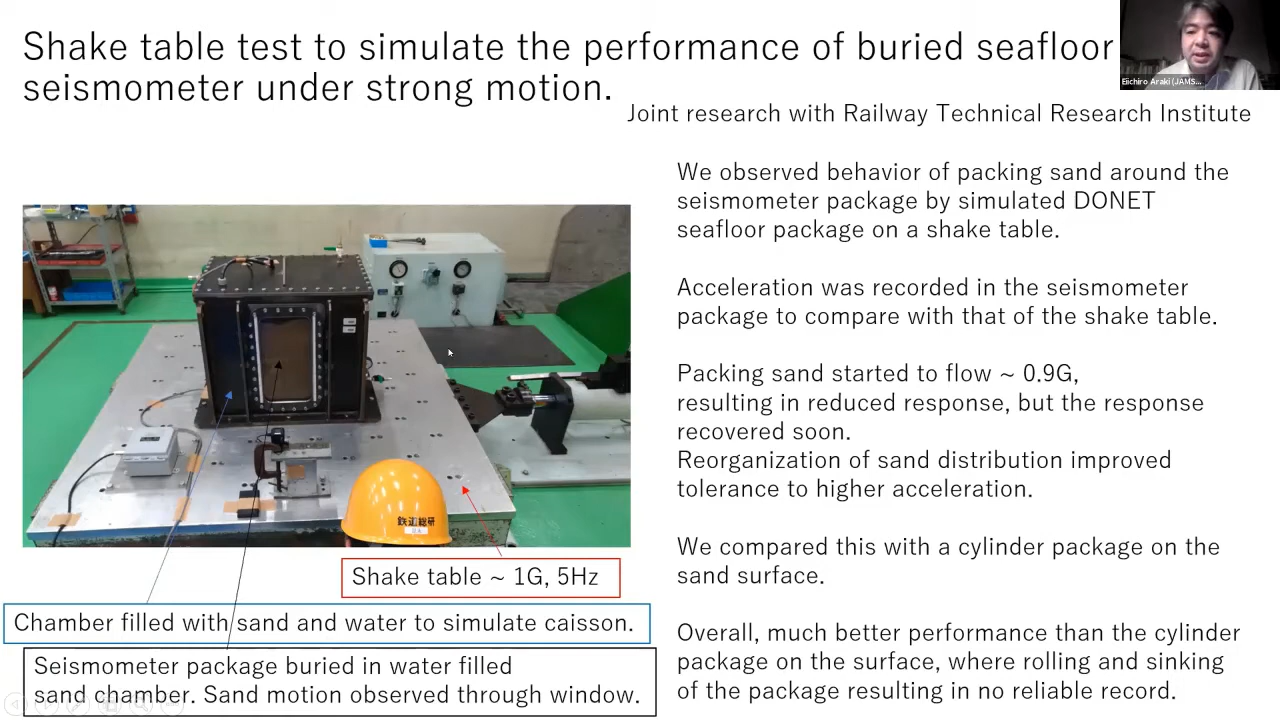 Shake table test to simulate the performance of buried seafloor
seismometer under strong motion.
Eiichiro Araki (JAMS...
Joint research with Railway Technical Research Institute
We observed behavior of packing sand around the
seismometer package by simulated DONET
seafloor package on a shake table.
Acceleration was recorded in the seismometer
package to compare with that of the shake table.
Packing sand started to flow ~ 0.9G,
resulting in reduced response, but the response
recovered soon.
Reorganization of sand distribution improved
tolerance to higher acceleration.
We compared this with a cylinder package on the
sand surface.
Overall, much better performance than the cylinder
package on the surface, where rolling and sinking
of the package resulting in no reliable record.
鉄道総研
Shake table ~ 1G, 5Hz
Chamber filled with sand and water to simulate caisson.
Seismometer package buried in water filled
sand chamber. Sand motion observed through window.